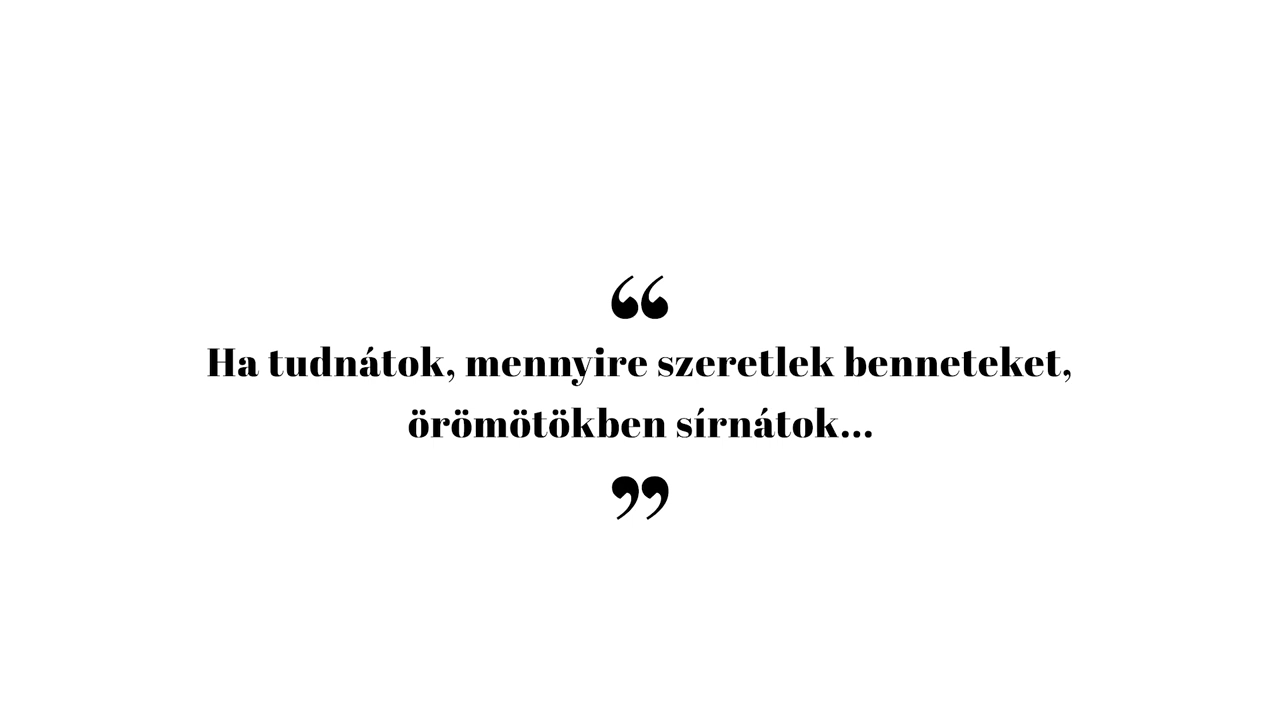 “
Ha tudnátok, mennyire szeretlek benneteket,
örömötökben sírnátok...
”